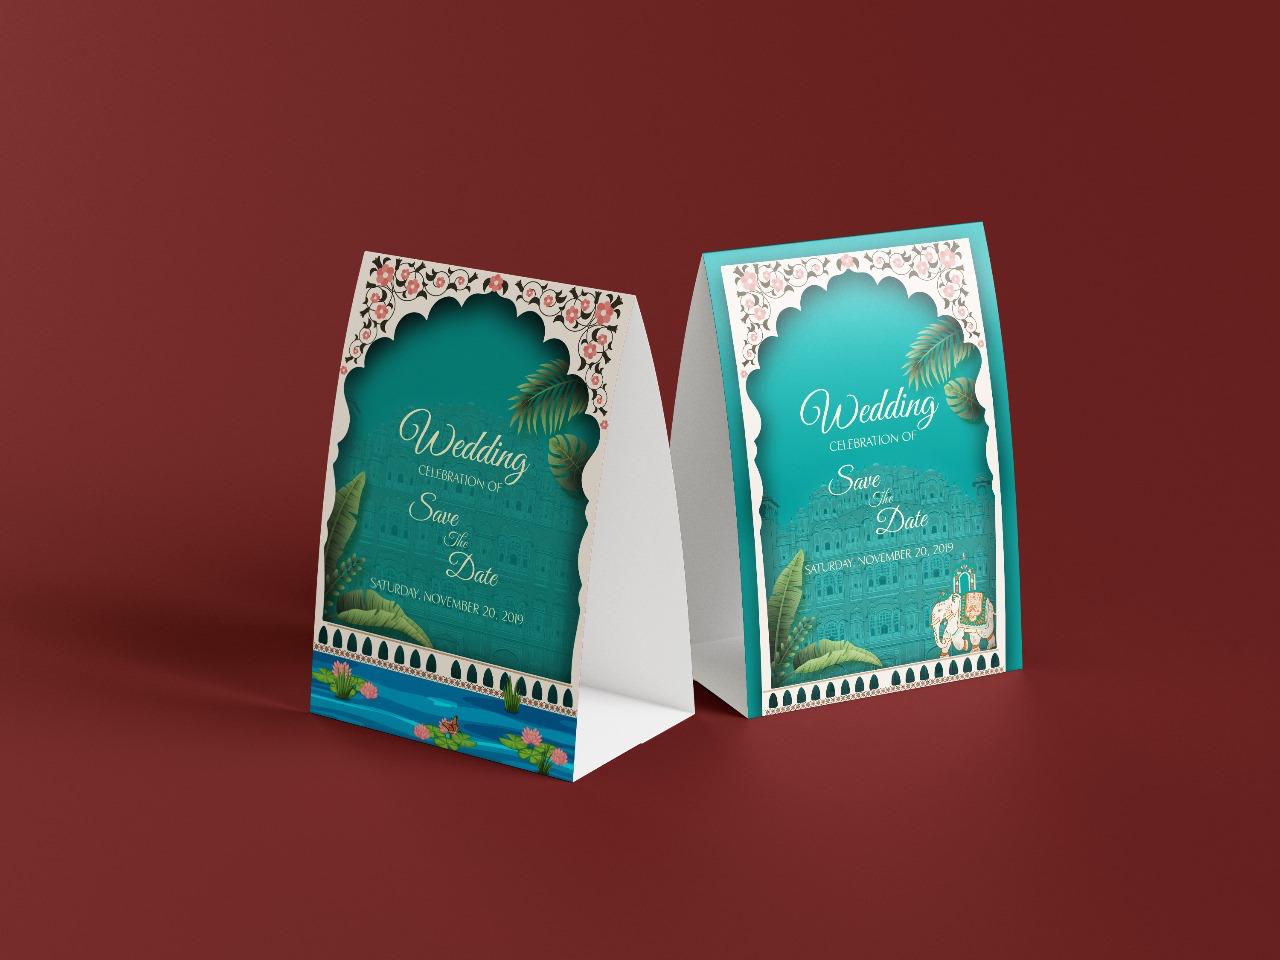 Wedding
CELEBRATION OF
Save
The
Date
SATURDAY, NOVEMBER 20, 2019
Wedding
CELEBRATION OF
Save
The
Date
SATURDAY, NOVEMBER 20, 2019